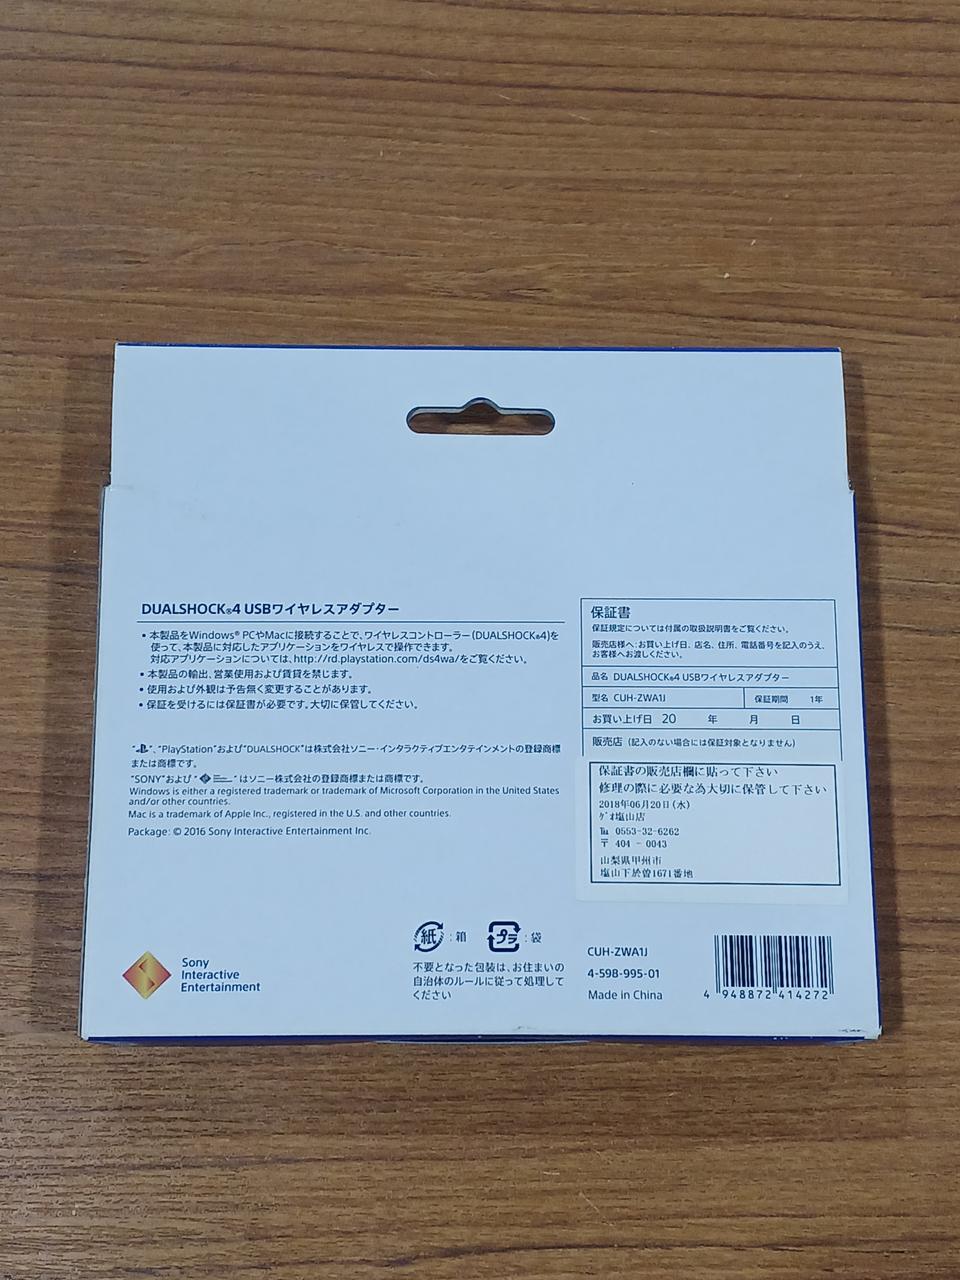 DUALSHOCK®4 USBワイヤレスアダプター
• 本製品をWindows® PCやMacに接続することで、ワイヤレスコントローラー(DUALSHOCK®4)を
使って、本製品に対応したアプリケーションをワイヤレスで操作できます。
対応アプリケーションについては、http://rd.playstation.com/ds4wa/をご覧ください。
• 本製品の輸出、営業使用および賃貸を禁じます。
• 使用および外観は予告無く変更することがあります。
• 保証を受けるには保証書が必要です。大切に保管してください。
" "、"PlayStation"および"DUALSHOCK"は株式会社ソニー・インタラクティブエンタテインメントの登録商標
または商標です。
"SONY"および" "はソニー株式会社の登録商標または商標です。
Windows is either a registered trademark or trademark of Microsoft Corporation in the United States
and/or other countries.
Mac is a trademark of Apple Inc., registered in the U.S. and other countries.
Package: © 2016 Sony Interactive Entertainment Inc.
保証書
保証規定については付属の取扱説明書をご覧ください。
販売店様へ:お買い上げ日、店名、住所、電話番号を記入のうえ、
お客様へお渡しください。
品名 DUALSHOCK®4 USBワイヤレスアダプター
型名 CUH-ZWA1J 保証期間 1年
お買い上げ日 20 年 月 日
販売店 (記入のない場合には保証対象となりません)
保証書の販売店欄に貼って下さい
修理の際に必要な為大切に保管して下さい
2018年06月20日(水)
ゲオ塩山店
℡ 0553-32-6262
〒 404 - 0043
山梨県甲州市
塩山下於曽1671番地
Sony
Interactive
Entertainment
紙 : 箱 プラ : 袋
不要となった包装は、お住まいの
自治体のルールに従って処理して
ください
CUH-ZWA1J
4-598-995-01
Made in China
4 948872 414272